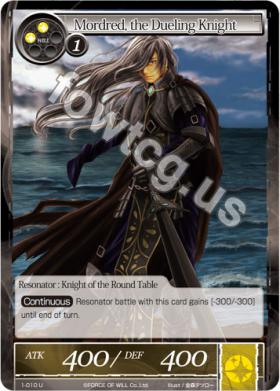 Mordred, the Dueling Knight
1
fowtcg.us
Resonator : Knight of the Round Table
Continuous Resonator battle with this card gains [-300/-300]
until end of turn.
ATK 400 / DEF 400
1-010 U ©FORCE OF WILL Co.,Ltd. Illust /